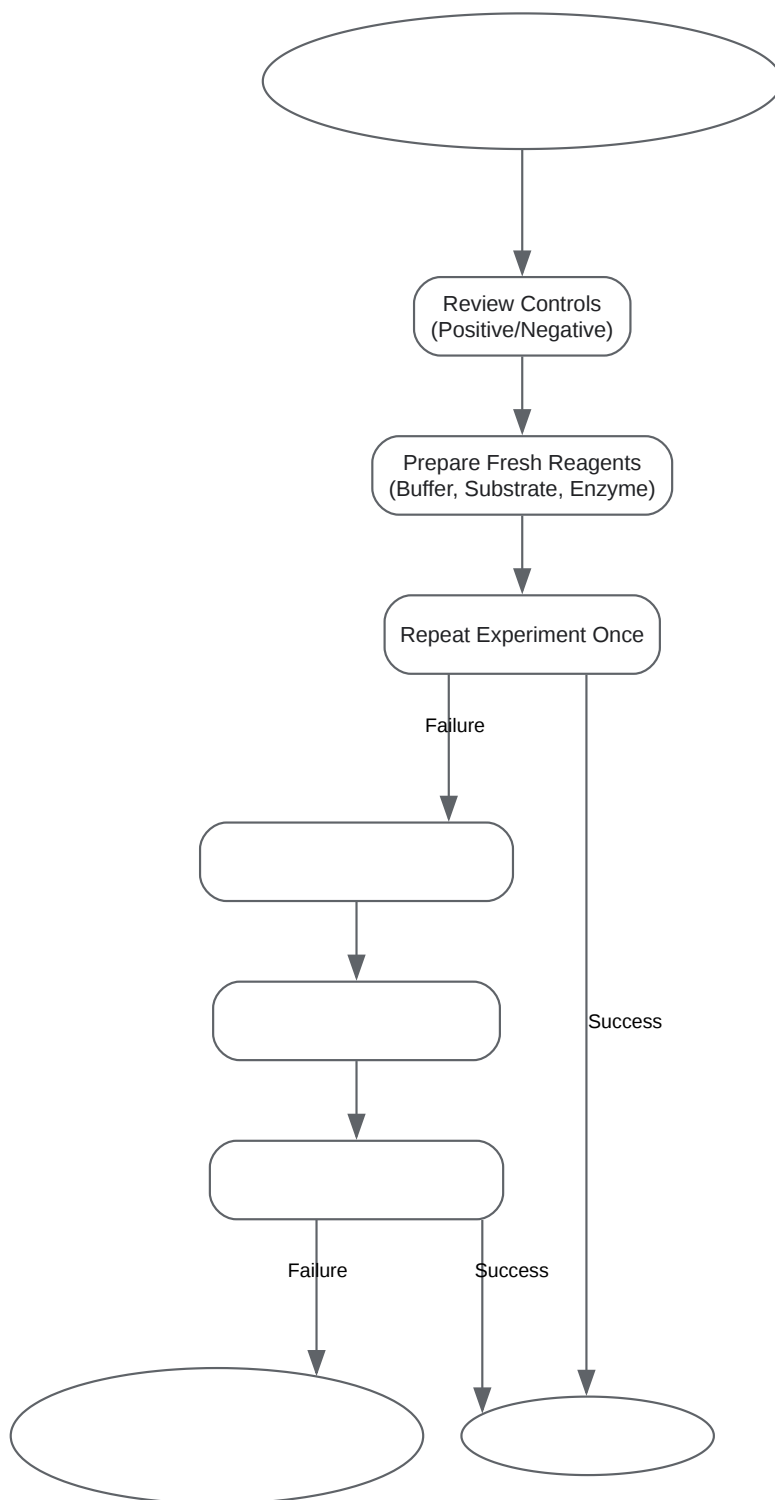 Review Controls
(Positive/Negative)
Prepare Fresh Reagents
(Buffer, Substrate, Enzyme)
Repeat Experiment Once
Failure
Success
Failure
Success